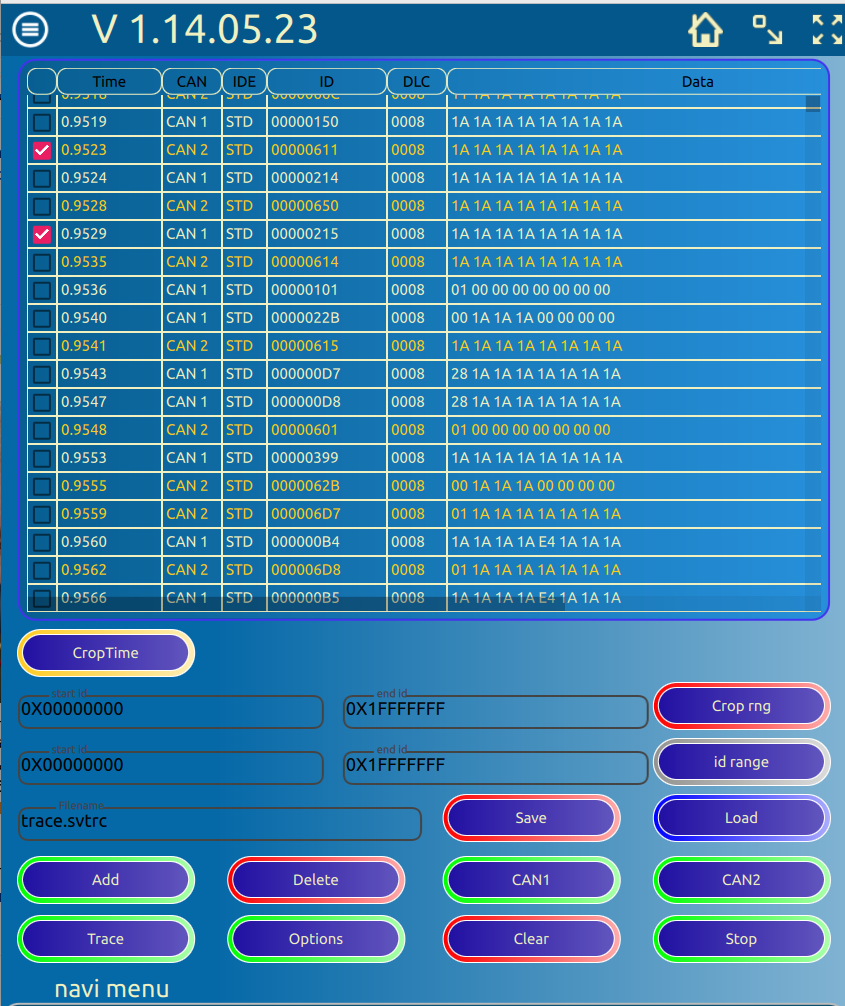 V 1.14.05.23
Time CAN IDE ID DLC Data
0.9519 CAN 1 STD 00000150 0008 1A 1A 1A 1A 1A 1A 1A 1A
0.9523 CAN 2 STD 00000611 0008 1A 1A 1A 1A 1A 1A 1A 1A
0.9524 CAN 1 STD 00000214 0008 1A 1A 1A 1A 1A 1A 1A 1A
0.9528 CAN 2 STD 00000650 0008 1A 1A 1A 1A 1A 1A 1A 1A
0.9529 CAN 1 STD 00000215 0008 1A 1A 1A 1A 1A 1A 1A 1A
0.9535 CAN 2 STD 00000614 0008 1A 1A 1A 1A 1A 1A 1A 1A
0.9536 CAN 1 STD 00000101 0008 01 00 00 00 00 00 00 00
0.9540 CAN 1 STD 0000022B 0008 00 1A 1A 1A 00 00 00 00
0.9541 CAN 2 STD 00000615 0008 1A 1A 1A 1A 1A 1A 1A 1A
0.9543 CAN 1 STD 000000D7 0008 28 1A 1A 1A 1A 1A 1A 1A
0.9547 CAN 1 STD 000000D8 0008 28 1A 1A 1A 1A 1A 1A 1A
0.9548 CAN 2 STD 00000601 0008 01 00 00 00 00 00 00 00
0.9553 CAN 1 STD 00000399 0008 1A 1A 1A 1A 1A 1A 1A 1A
0.9555 CAN 2 STD 0000062B 0008 00 1A 1A 1A 00 00 00 00
0.9559 CAN 2 STD 000006D7 0008 01 1A 1A 1A 1A 1A 1A 1A
0.9560 CAN 1 STD 000000B4 0008 1A 1A 1A 1A E4 1A 1A 1A
0.9562 CAN 2 STD 000006D8 0008 01 1A 1A 1A 1A 1A 1A 1A
0.9566 CAN 1 STD 000000B5 0008 1A 1A 1A 1A E4 1A 1A 1A
CropTime
start id end id
0X00000000 0X1FFFFFFF Crop rng
start id end id
0X00000000 0X1FFFFFFF id range
Filename
trace.svtrc Save Load
Add Delete CAN1 CAN2
Trace Options Clear Stop
navi menu